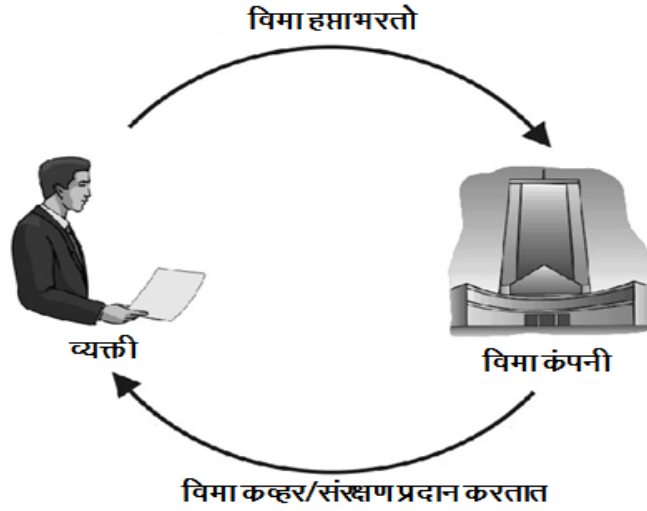 विमा हप्ता भरतो
व्यक्ती
विमा कंपनी
विमा कव्हर/संरक्षण प्रदान करतात